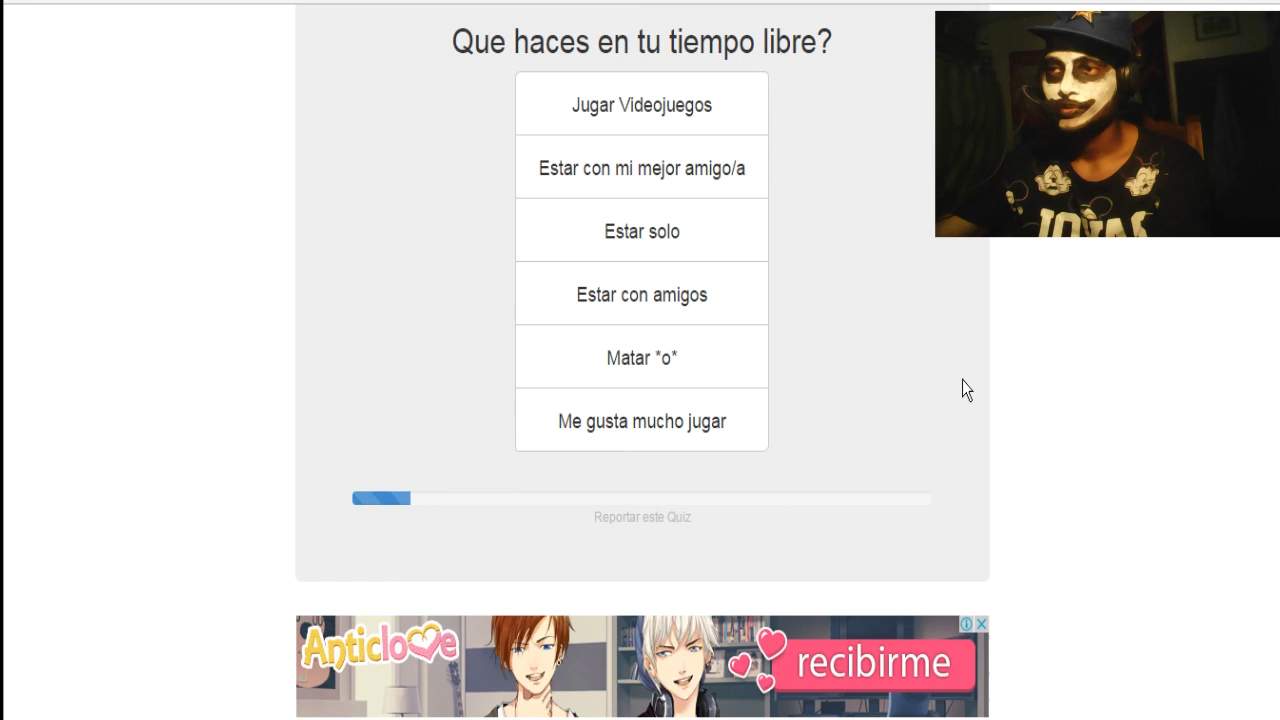 Que haces en tu tiempo libre?
Jugar Videojuegos
Estar con mi mejor amigo/a
Estar solo
Estar con amigos
Matar *o*
Me gusta mucho jugar
Reportar este Quiz
Anticlove
recibirme